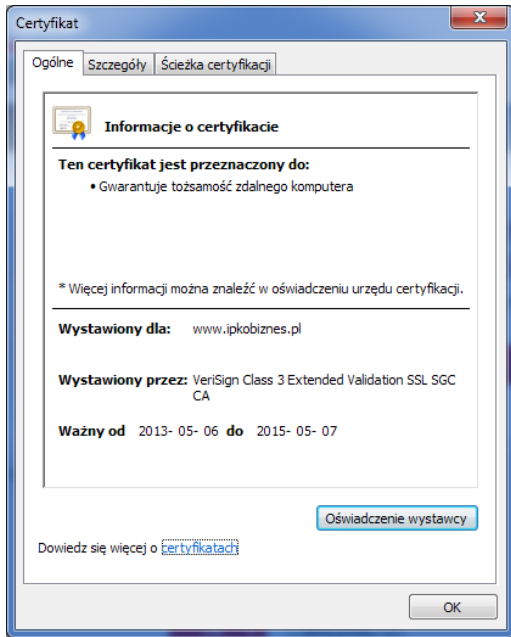 Certyfikat
Ogólne Szczegóły Ścieżka certyfikacji
Informacje o certyfikacie
Ten certyfikat jest przeznaczony do:
• Gwarantuje tożsamość zdalnego komputera
* Więcej informacji można znaleźć w oświadczeniu urzędu certyfikacji.
Wystawiony dla: www.ipkobiznes.pl
Wystawiony przez: VeriSign Class 3 Extended Validation SSL SGC
CA
Ważny od 2013- 05- 06 do 2015- 05- 07
Oświadczenie wystawcy
Dowiedz się więcej o certyfikatach
OK